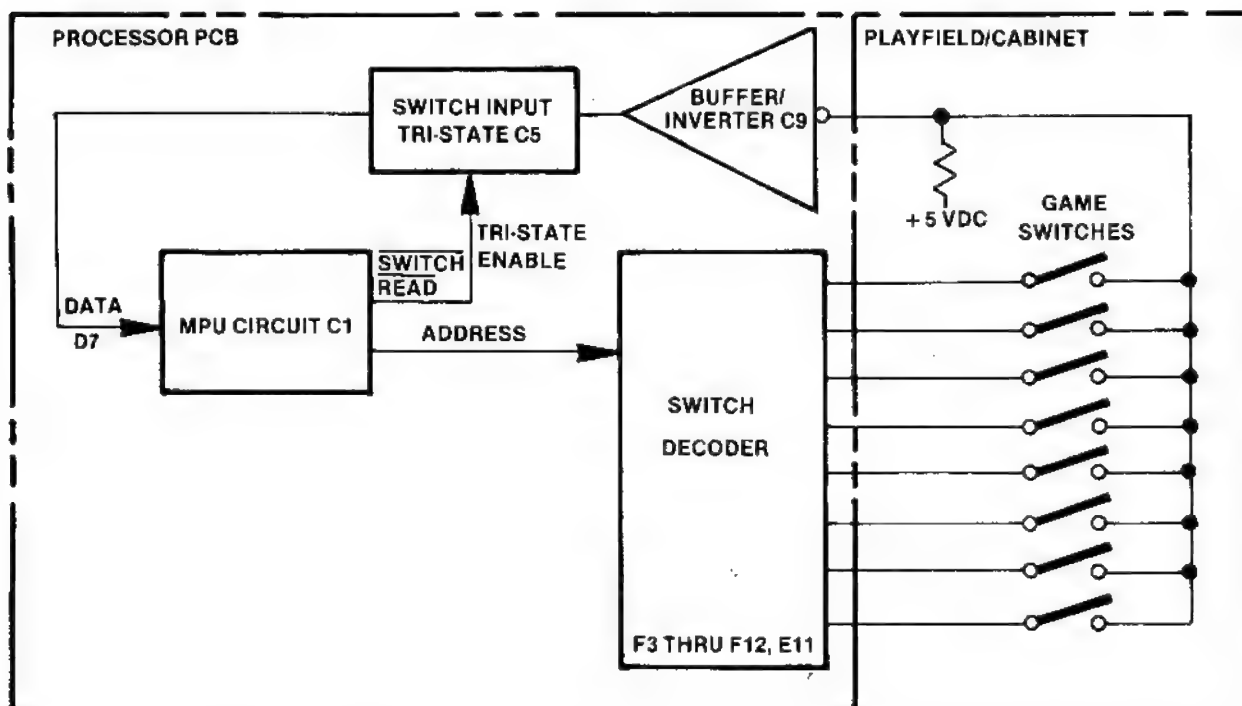 PROCESSOR PCB
PLAYFIELD/CABINET
SWITCH INPUT
TRI-STATE C5
BUFFER/
INVERTER C9
+5 VDC
GAME
SWITCHES
TRI-STATE
ENABLE
SWITCH
READ
DATA
D7
MPU CIRCUIT C1
ADDRESS
SWITCH
DECODER
F3 THRU F12, E11